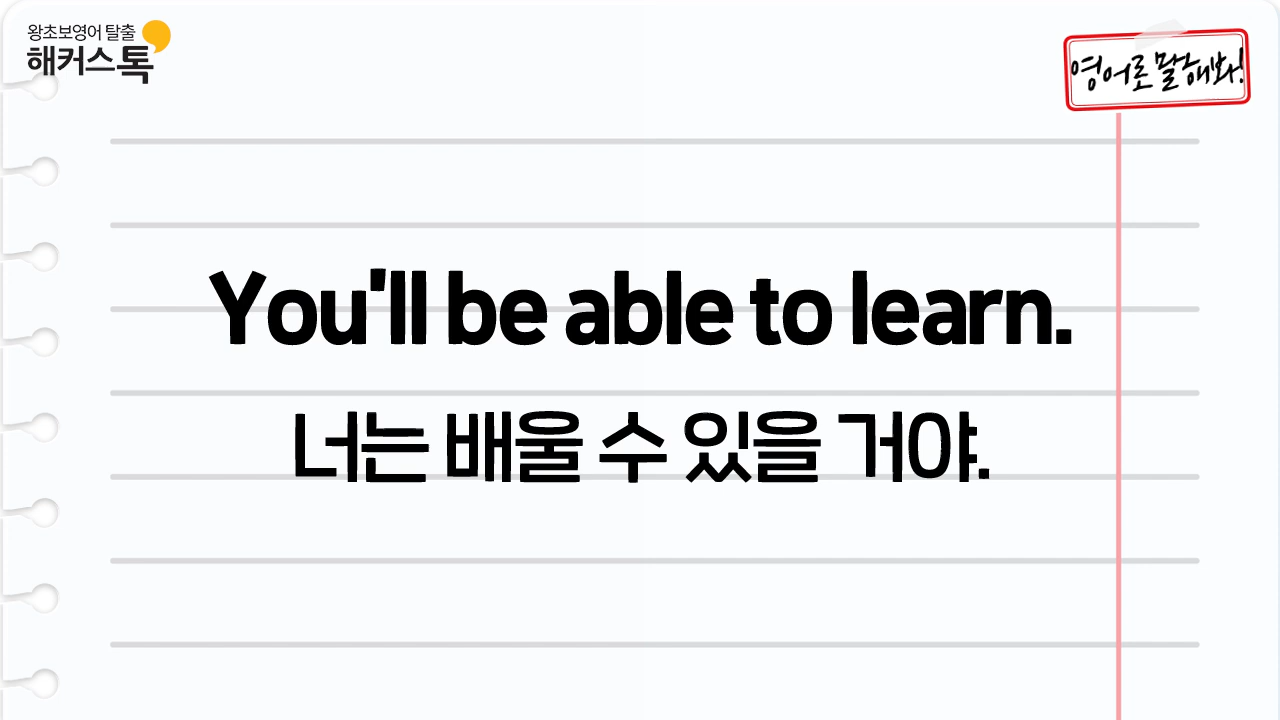 왕초보영어 탈출
해커스톡
영어로 말해봐!
You'll be able to learn.
너는 배울 수 있을 거야.